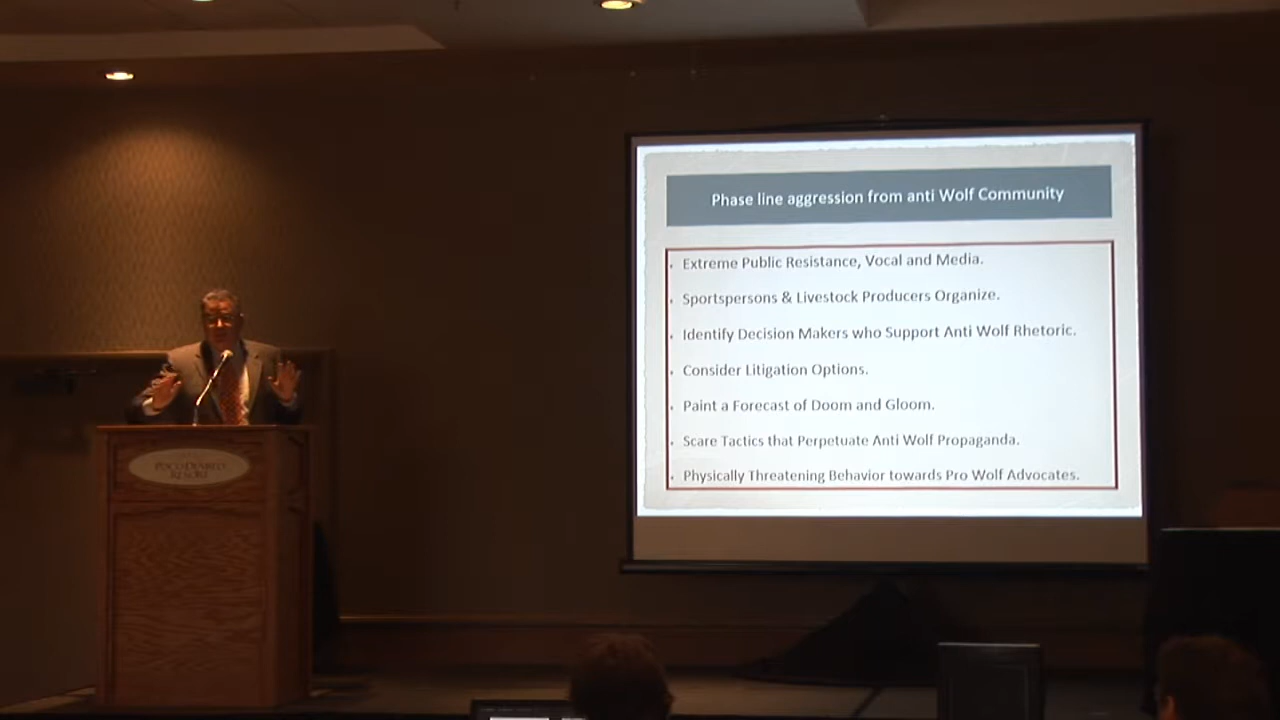 Phase line aggression from anti Wolf Community
Extreme Public Resistance, Vocal and Media.
Sportspersons & Livestock Producers Organize.
Identify Decision Makers who Support Anti Wolf Rhetoric.
Consider Litigation Options.
Paint a Forecast of Doom and Gloom.
Scare Tactics that Perpetuate Anti Wolf Propaganda.
Physically Threatening Behavior towards Pro Wolf Advocates.
RESORT